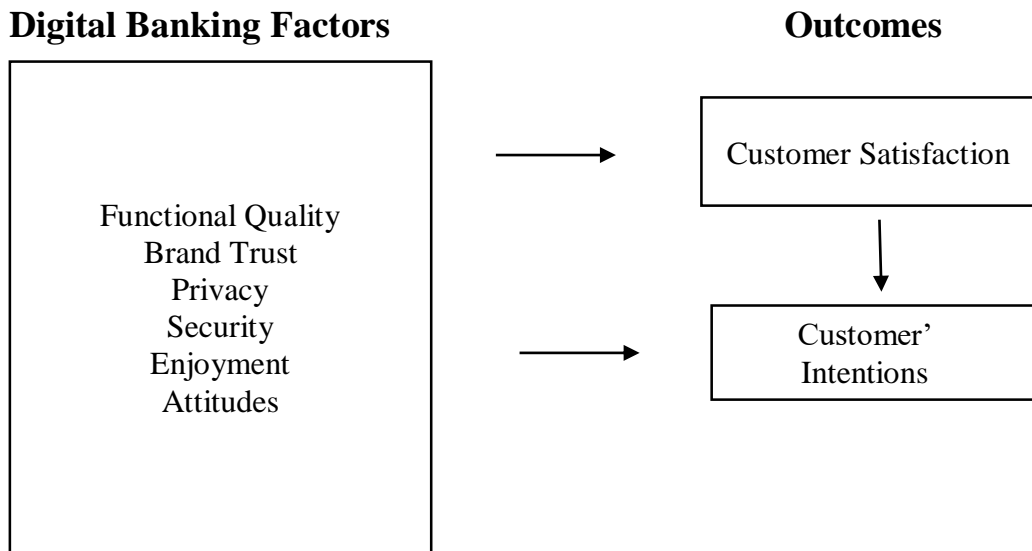 Digital Banking Factors
Outcomes
Functional Quality
Brand Trust
Privacy
Security
Enjoyment
Attitudes
Customer Satisfaction
Customer’
Intentions